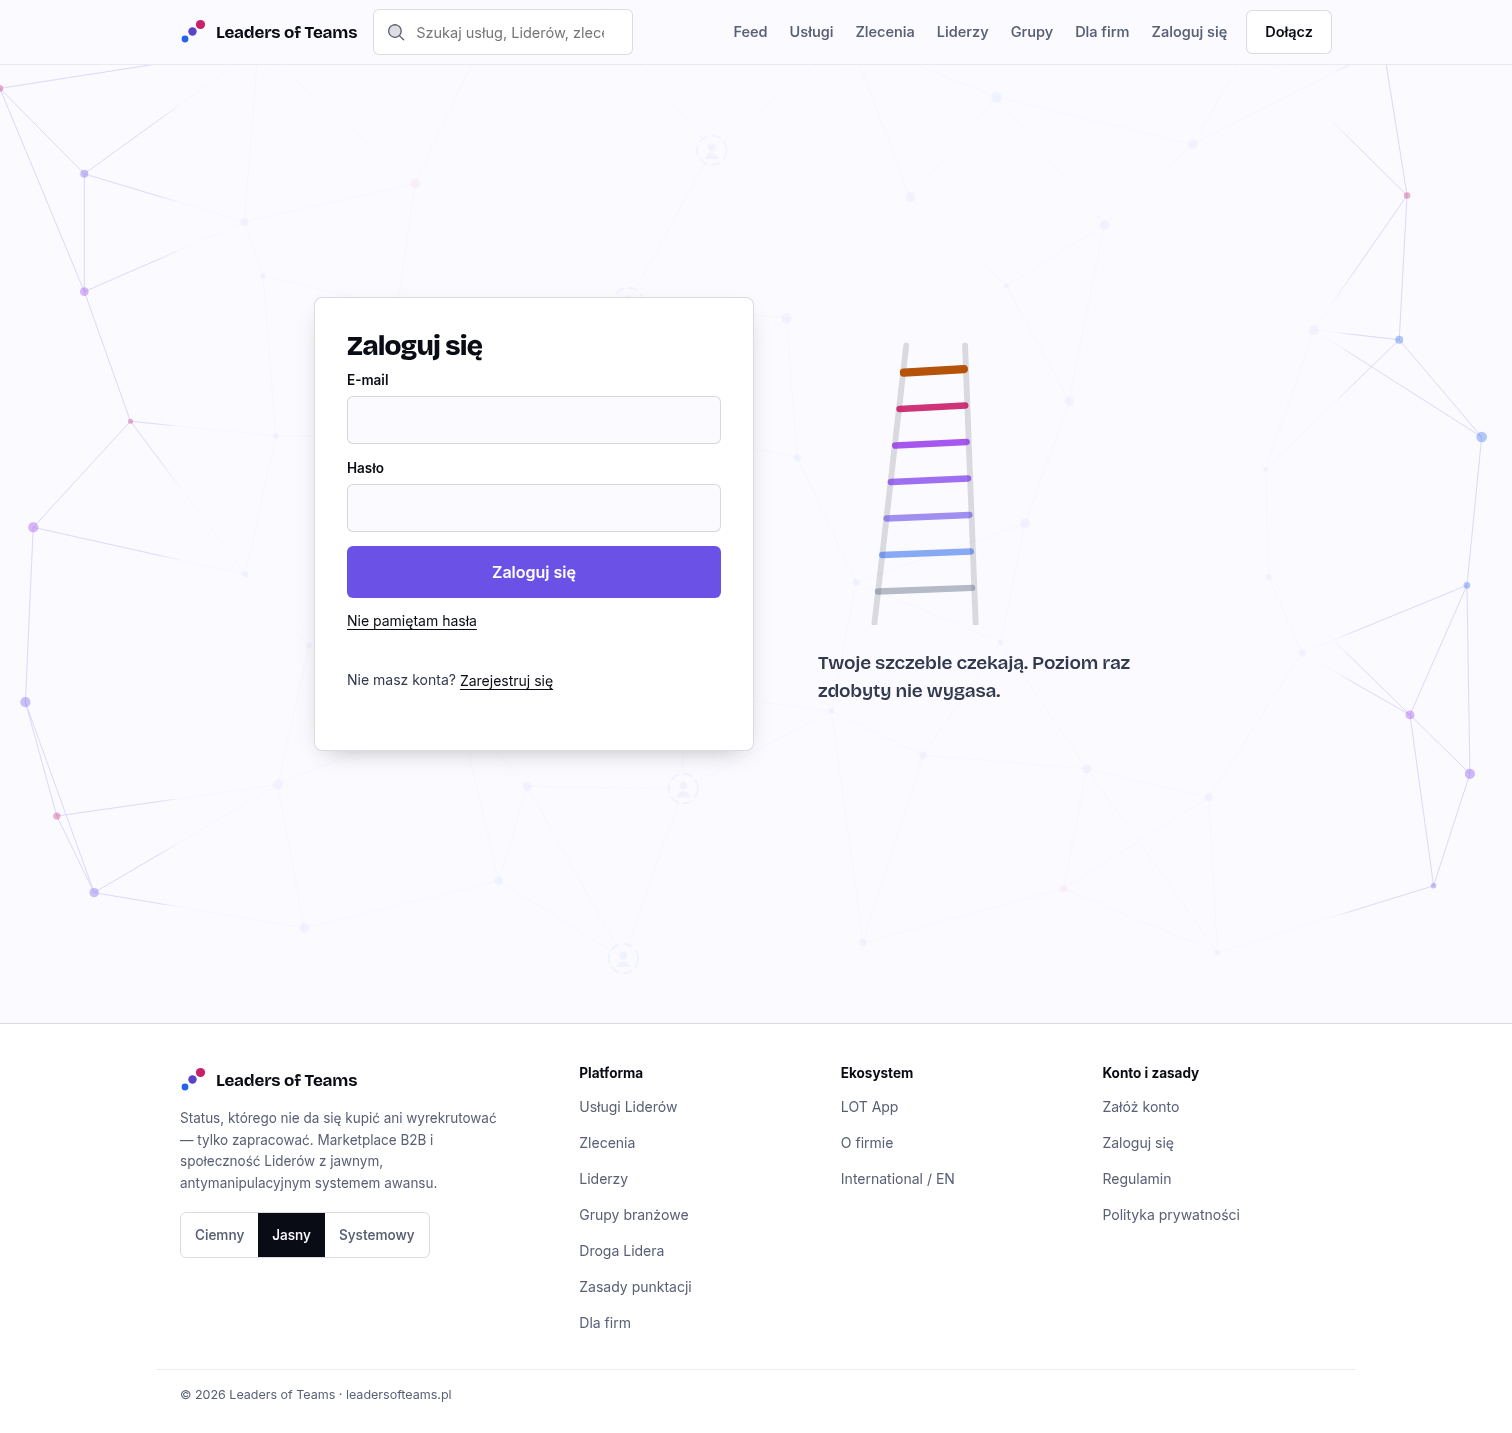 Leaders of Teams
Szukaj usług, Liderów, zlec
Feed
Usługi
Zlecenia
Liderzy
Grupy
Dla firm
Zaloguj się
Dołącz
Zaloguj się
E-mail
Hasło
Zaloguj się
Nie pamiętam hasła
Nie masz konta? Zarejestruj się
Twoje szczeble czekają. Poziom raz
zdobyty nie wygasa.
Leaders of Teams
Status, którego nie da się kupić ani wyrekrutować
— tylko zapracować. Marketplace B2B i
społeczność Liderów z jawnym,
antymanipulacyjnym systemem awansu.
Ciemny
Jasny
Systemowy
Platforma
Usługi Liderów
Zlecenia
Liderzy
Grupy branżowe
Droga Lidera
Zasady punktacji
Dla firm
Ekosystem
LOT App
O firmie
International / EN
Konto i zasady
Załóż konto
Zaloguj się
Regulamin
Polityka prywatności
© 2026 Leaders of Teams · leadersofteams.pl